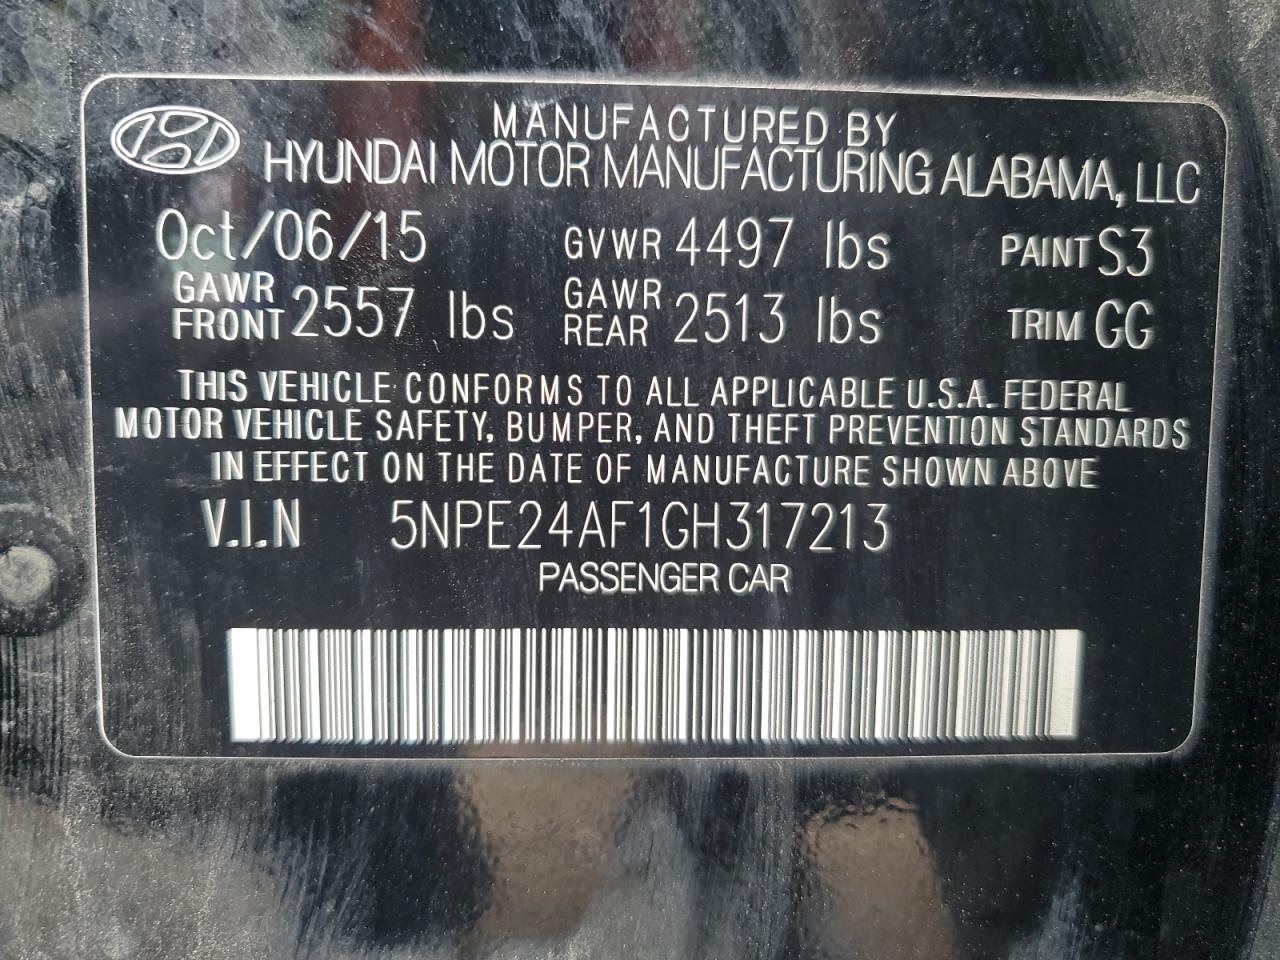 MANUFACTURED BY
HYUNDAI MOTOR MANUFACTURING ALABAMA, LLC
Oct/06/15 GVWR 4497 lbs PAINT S3
GAWR FRONT 2557 lbs GAWR REAR 2513 lbs TRIM GG
THIS VEHICLE CONFORMS TO ALL APPLICABLE U.S.A. FEDERAL
MOTOR VEHICLE SAFETY, BUMPER, AND THEFT PREVENTION STANDARDS
IN EFFECT ON THE DATE OF MANUFACTURE SHOWN ABOVE
V.I.N 5NPE24AF1GH317213
PASSENGER CAR